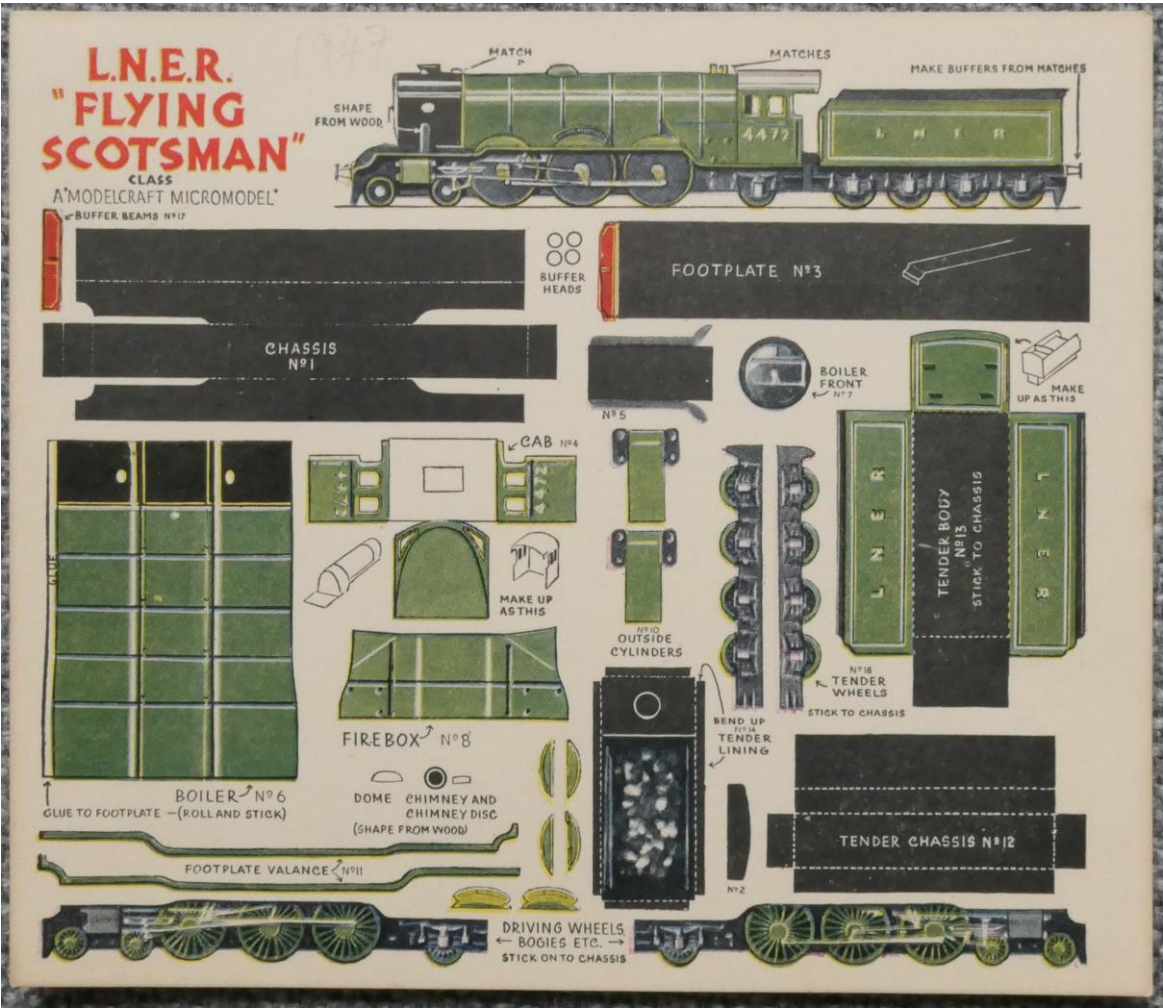 1947
L.N.E.R.
"FLYING
SCOTSMAN"
CLASS
A "MODELCRAFT MICROMODEL"
MATCH
MATCHES
MAKE BUFFERS FROM MATCHES
SHAPE
FROM WOOD
4472
L N E R
BUFFER BEAMS Nº17
BUFFER
HEADS
FOOTPLATE Nº3
CHASSIS
Nº1
Nº5
BOILER
FRONT
Nº7
MAKE
UP AS THIS
CAB Nº4
4472
4472
GLUE
MAKE UP
AS THIS
Nº10
OUTSIDE
CYLINDERS
L N E R
TENDER BODY
Nº13
STICK TO CHASSIS
L N E R
Nº16
TENDER
WHEELS
STICK TO CHASSIS
FIREBOX Nº8
BEND UP
Nº14
TENDER
LINING
BOILER Nº6
GLUE TO FOOTPLATE - (ROLL AND STICK)
DOME
CHIMNEY AND
CHIMNEY DISC
(SHAPE FROM WOOD)
FOOTPLATE VALANCE Nº11
Nº2
TENDER CHASSIS Nº12
DRIVING WHEELS
BOGIES ETC.
STICK ON TO CHASSIS